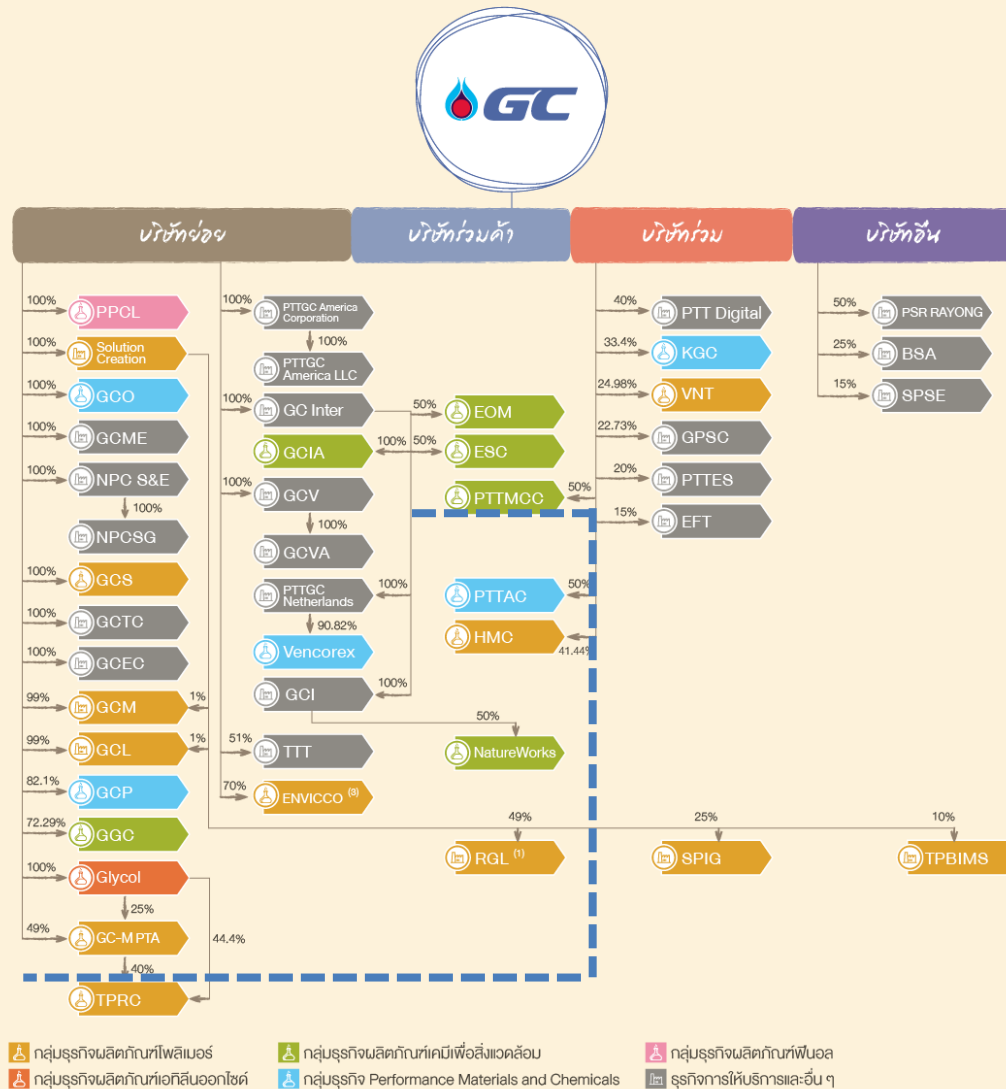 GC
บริษัทย่อย
บริษัทร่วมค้า
บริษัทร่วม
บริษัทอื่น
100%
PPCL
100%
Solution
Creation
100%
GCO
100%
GCME
100%
NPC S&E
100%
NPCSG
100%
GCS
100%
GCTC
100%
GCEC
99%
GCM
1%
99%
GCL
1%
82.1%
GCP
72.29%
GGC
100%
Glycol
25%
49%
GC-M PTA
44.4%
40%
TPRC
100%
PTTGC America
Corporation
100%
PTTGC
America LLC
100%
GC Inter
GCIA
100%
100%
GCV
100%
GCVA
PTTGC
Netherlands
100%
90.82%
Vencorex
GCI
100%
50%
51%
TTT
70%
ENVICCO (3)
50%
EOM
50%
ESC
PTTMCC
50%
PTTAC
50%
HMC
41.44%
NatureWorks
49%
RGL (1)
40%
PTT Digital
33.4%
KGC
24.98%
VNT
22.73%
GPSC
20%
PTTES
15%
EFT
25%
SPIG
50%
PSR RAYONG
25%
BSA
15%
SPSE
10%
TPBIMS
กลุ่มธุรกิจผลิตภัณฑ์โพลิเมอร์
กลุ่มธุรกิจผลิตภัณฑ์เคมีเพื่อสิ่งแวดล้อม
กลุ่มธุรกิจผลิตภัณฑ์ฟีนอล
กลุ่มธุรกิจผลิตภัณฑ์เอทิลีนออกไซด์
กลุ่มธุรกิจ Performance Materials and Chemicals
ธุรกิจการให้บริการและอื่น ๆ